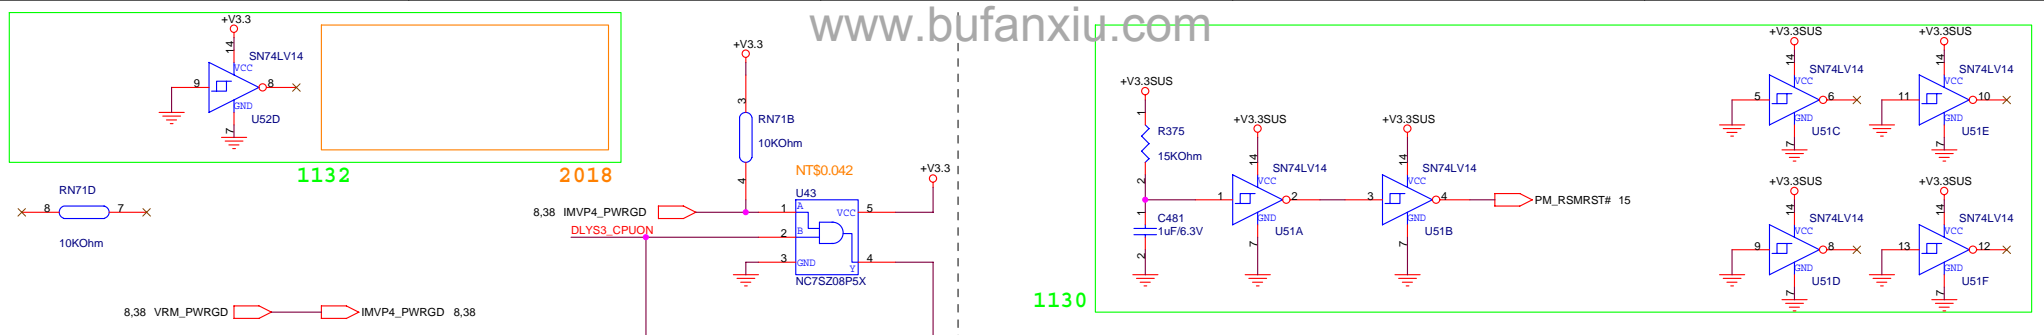 www.bufanxiu.com
+V3.3
14
SN74LV14
VCC
9
8
GND
7
U52D
1132
2018
RN71D
8
7
10KOhm
8,38 VRM_PWRGD
IMVP4_PWRGD 8,38
+V3.3
3
RN71B
10KOhm
4
NT$0.042
U43
+V3.3
8,38 IMVP4_PWRGD
1
A
VCC
5
DLYS3_CPUON
2
B
3
GND
Y
4
NC7SZ08P5X
1130
+V3.3SUS
1
R375
15KOhm
2
1
C481
1uF/6.3V
2
+V3.3SUS
14
SN74LV14
VCC
1
2
GND
U51A
7
+V3.3SUS
14
SN74LV14
VCC
3
4
GND
U51B
7
PM_RSMRST# 15
+V3.3SUS
14
SN74LV14
VCC
5
6
GND
U51C
7
+V3.3SUS
14
SN74LV14
VCC
11
10
GND
U51E
7
+V3.3SUS
14
SN74LV14
VCC
9
8
GND
U51D
7
+V3.3SUS
14
SN74LV14
VCC
13
12
GND
U51F
7